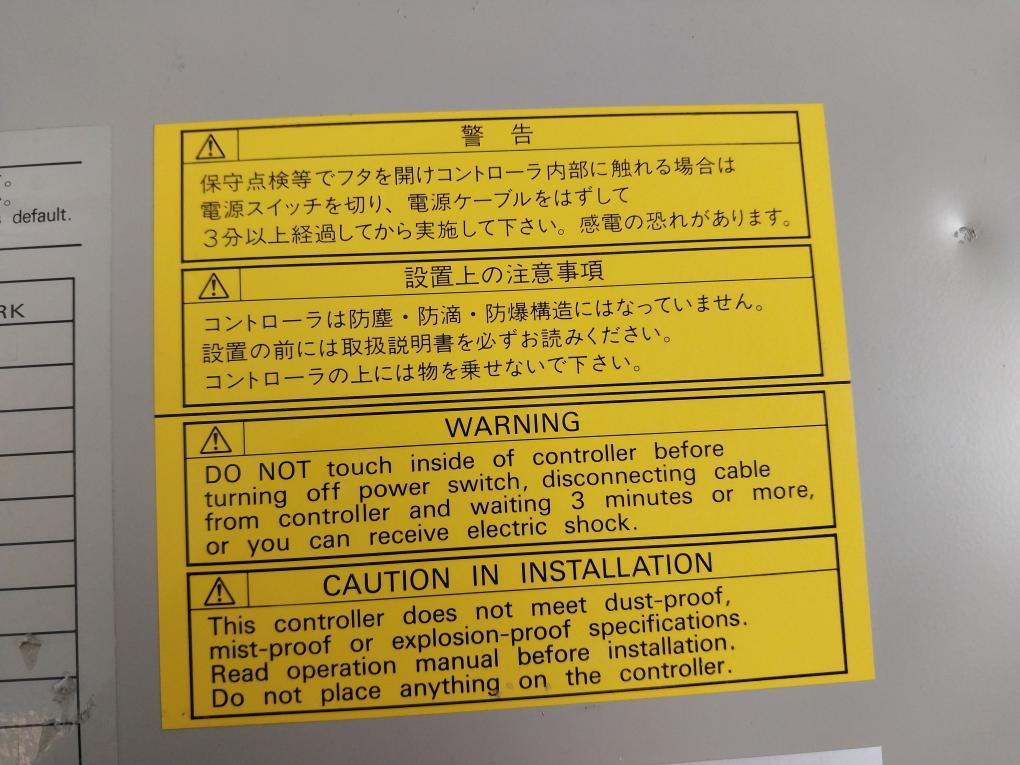 default.
RK
警告
保守点検等でフタを開けコントローラ内部に触れる場合は
電源スイッチを切り、電源ケーブルをはずして
3分以上経過してから実施して下さい。感電の恐れがあります。
設置上の注意事項
コントローラは防塵・防滴・防爆構造にはなっていません。
設置の前には取扱説明書を必ずお読みください。
コントローラの上には物を乗せないで下さい。
WARNING
DO NOT touch inside of controller before
turning off power switch, disconnecting cable
from controller and waiting 3 minutes or more,
or you can receive electric shock.
CAUTION IN INSTALLATION
This controller does not meet dust-proof,
mist-proof or explosion-proof specifications.
Read operation manual before installation.
Do not place anything on the controller.